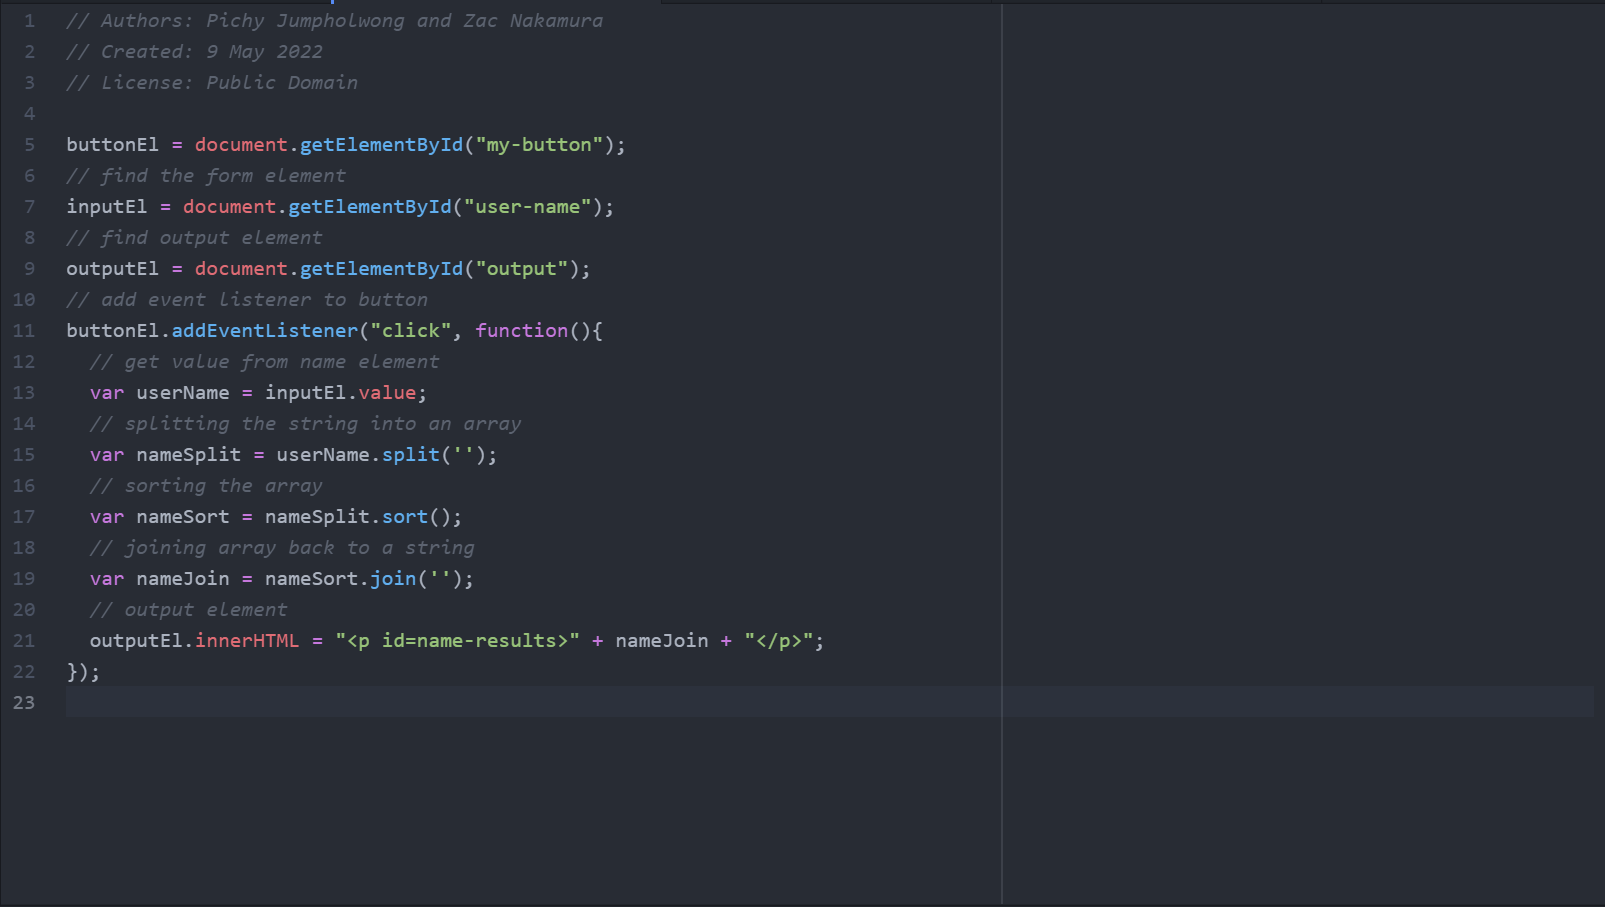 1 // Authors: Pichy Jumpholwong and Zac Nakamura
2 // Created: 9 May 2022
3 // License: Public Domain
4
5 buttonEl = document.getElementById("my-button");
6 // find the form element
7 inputEl = document.getElementById("user-name");
8 // find output element
9 outputEl = document.getElementById("output");
10 // add event listener to button
11 buttonEl.addEventListener("click", function(){
12   // get value from name element
13   var userName = inputEl.value;
14   // splitting the string into an array
15   var nameSplit = userName.split('');
16   // sorting the array
17   var nameSort = nameSplit.sort();
18   // joining array back to a string
19   var nameJoin = nameSort.join('');
20   // output element
21   outputEl.innerHTML = "<p id=name-results>" + nameJoin + "</p>";
22 });
23